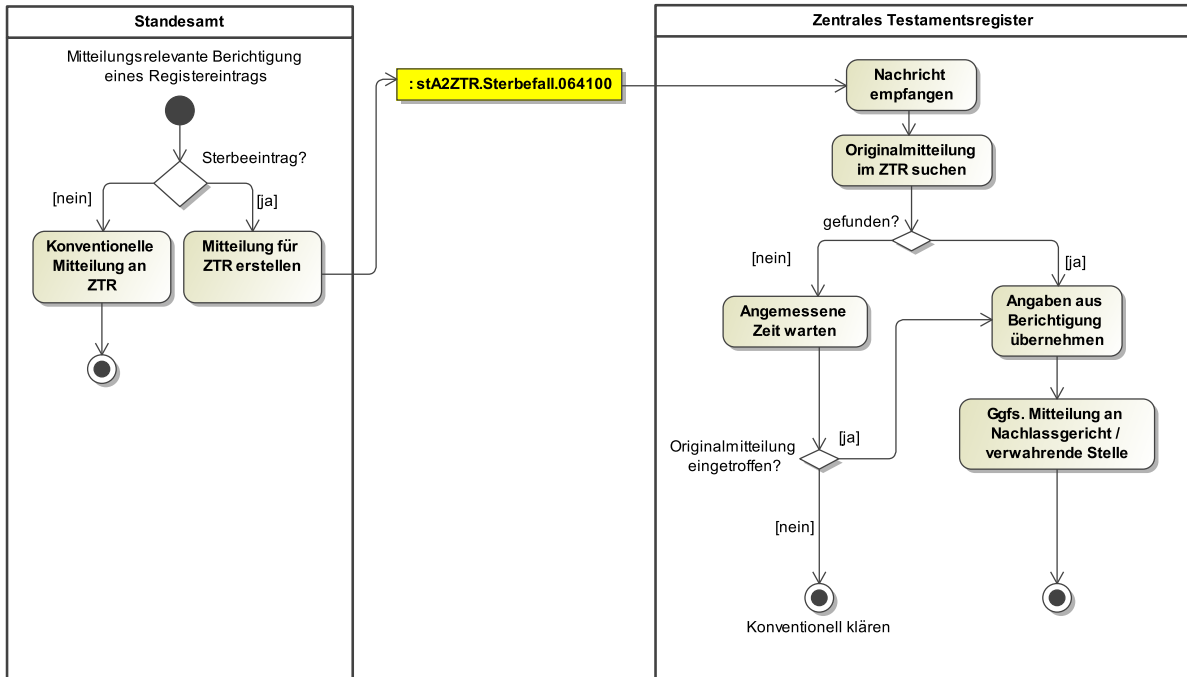 Standesamt
Mitteilungsrelevante Berichtigung
eines Registereintrags
Sterbeeintrag?
[nein]
[ja]
Konventionelle
Mitteilung an
ZTR
Mitteilung für
ZTR erstellen
: stA2ZTR.Sterbefall.064100
Zentrales Testamentsregister
Nachricht
empfangen
Originalmitteilung
im ZTR suchen
gefunden?
[nein]
[ja]
Angemessene
Zeit warten
Angaben aus
Berichtigung
übernehmen
Originalmitteilung
eingetroffen?
[ja]
Ggfs. Mitteilung an
Nachlassgericht /
verwahrende Stelle
[nein]
Konventionell klären